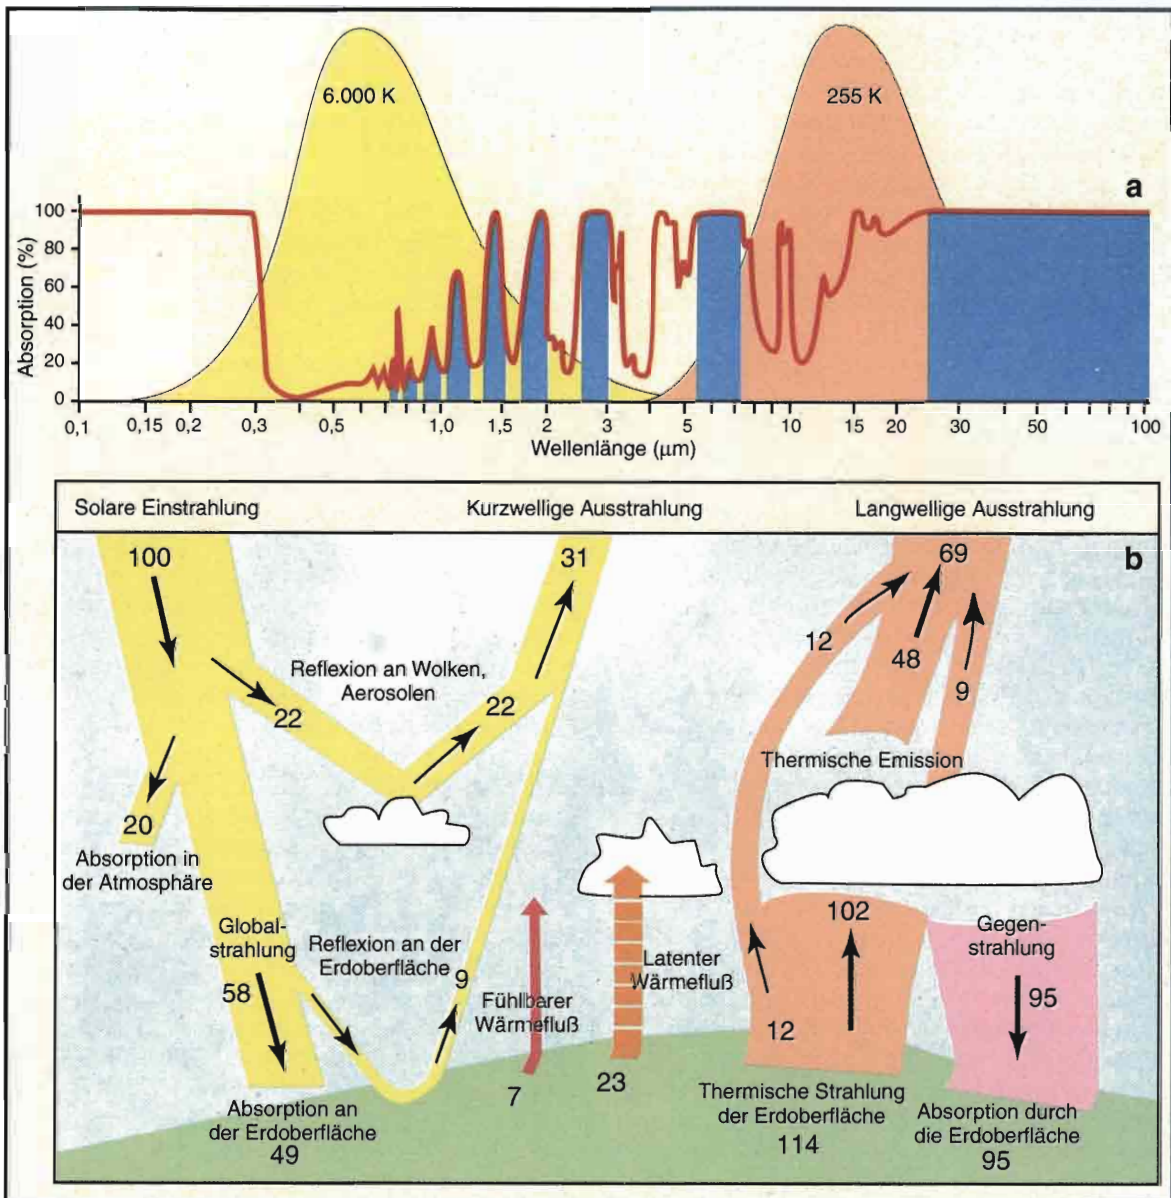 6.000 K
255 K
a
Absorption (%)
100
80
60
40
20
0
0,1 0,15 0,2 0,3 0,5 1,0 1,5 2 3 5 10 15 20 30 50 100
Wellenlänge (µm)
Solare Einstrahlung
Kurzwellige Ausstrahlung
Langwellige Ausstrahlung
b
100
31
69
Reflexion an Wolken,
Aerosolen
22
22
12
48
9
Thermische Emission
20
Absorption in
der Atmosphäre
Global-
strahlung
58
Reflexion an der
Erdoberfläche
9
Fühlbarer
Wärmefluß
7
Latenter
Wärmefluß
23
102
12
Gegen-
strahlung
95
Absorption an
der Erdoberfläche
49
Thermische Strahlung
der Erdoberfläche
114
Absorption durch
die Erdoberfläche
95